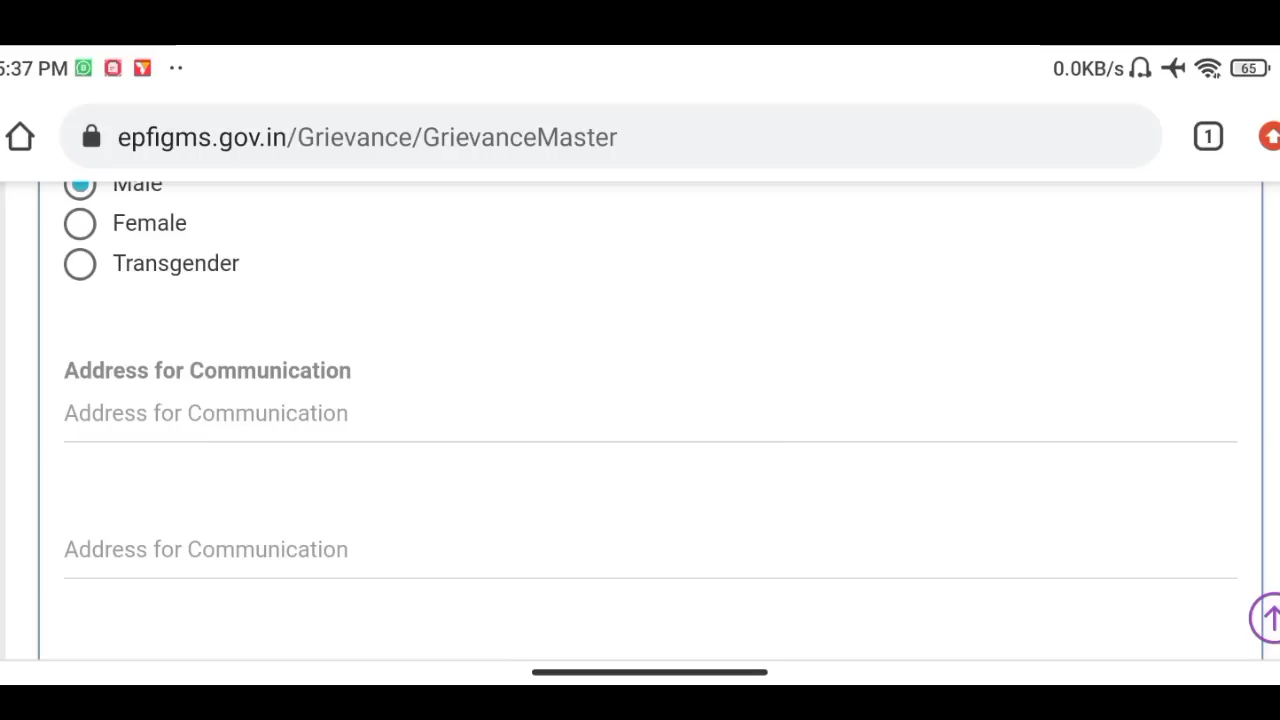 5:37 PM
0.0KB/s
65
epfigms.gov.in/Grievance/GrievanceMaster
1
Male
Female
Transgender
Address for Communication
Address for Communication
Address for Communication